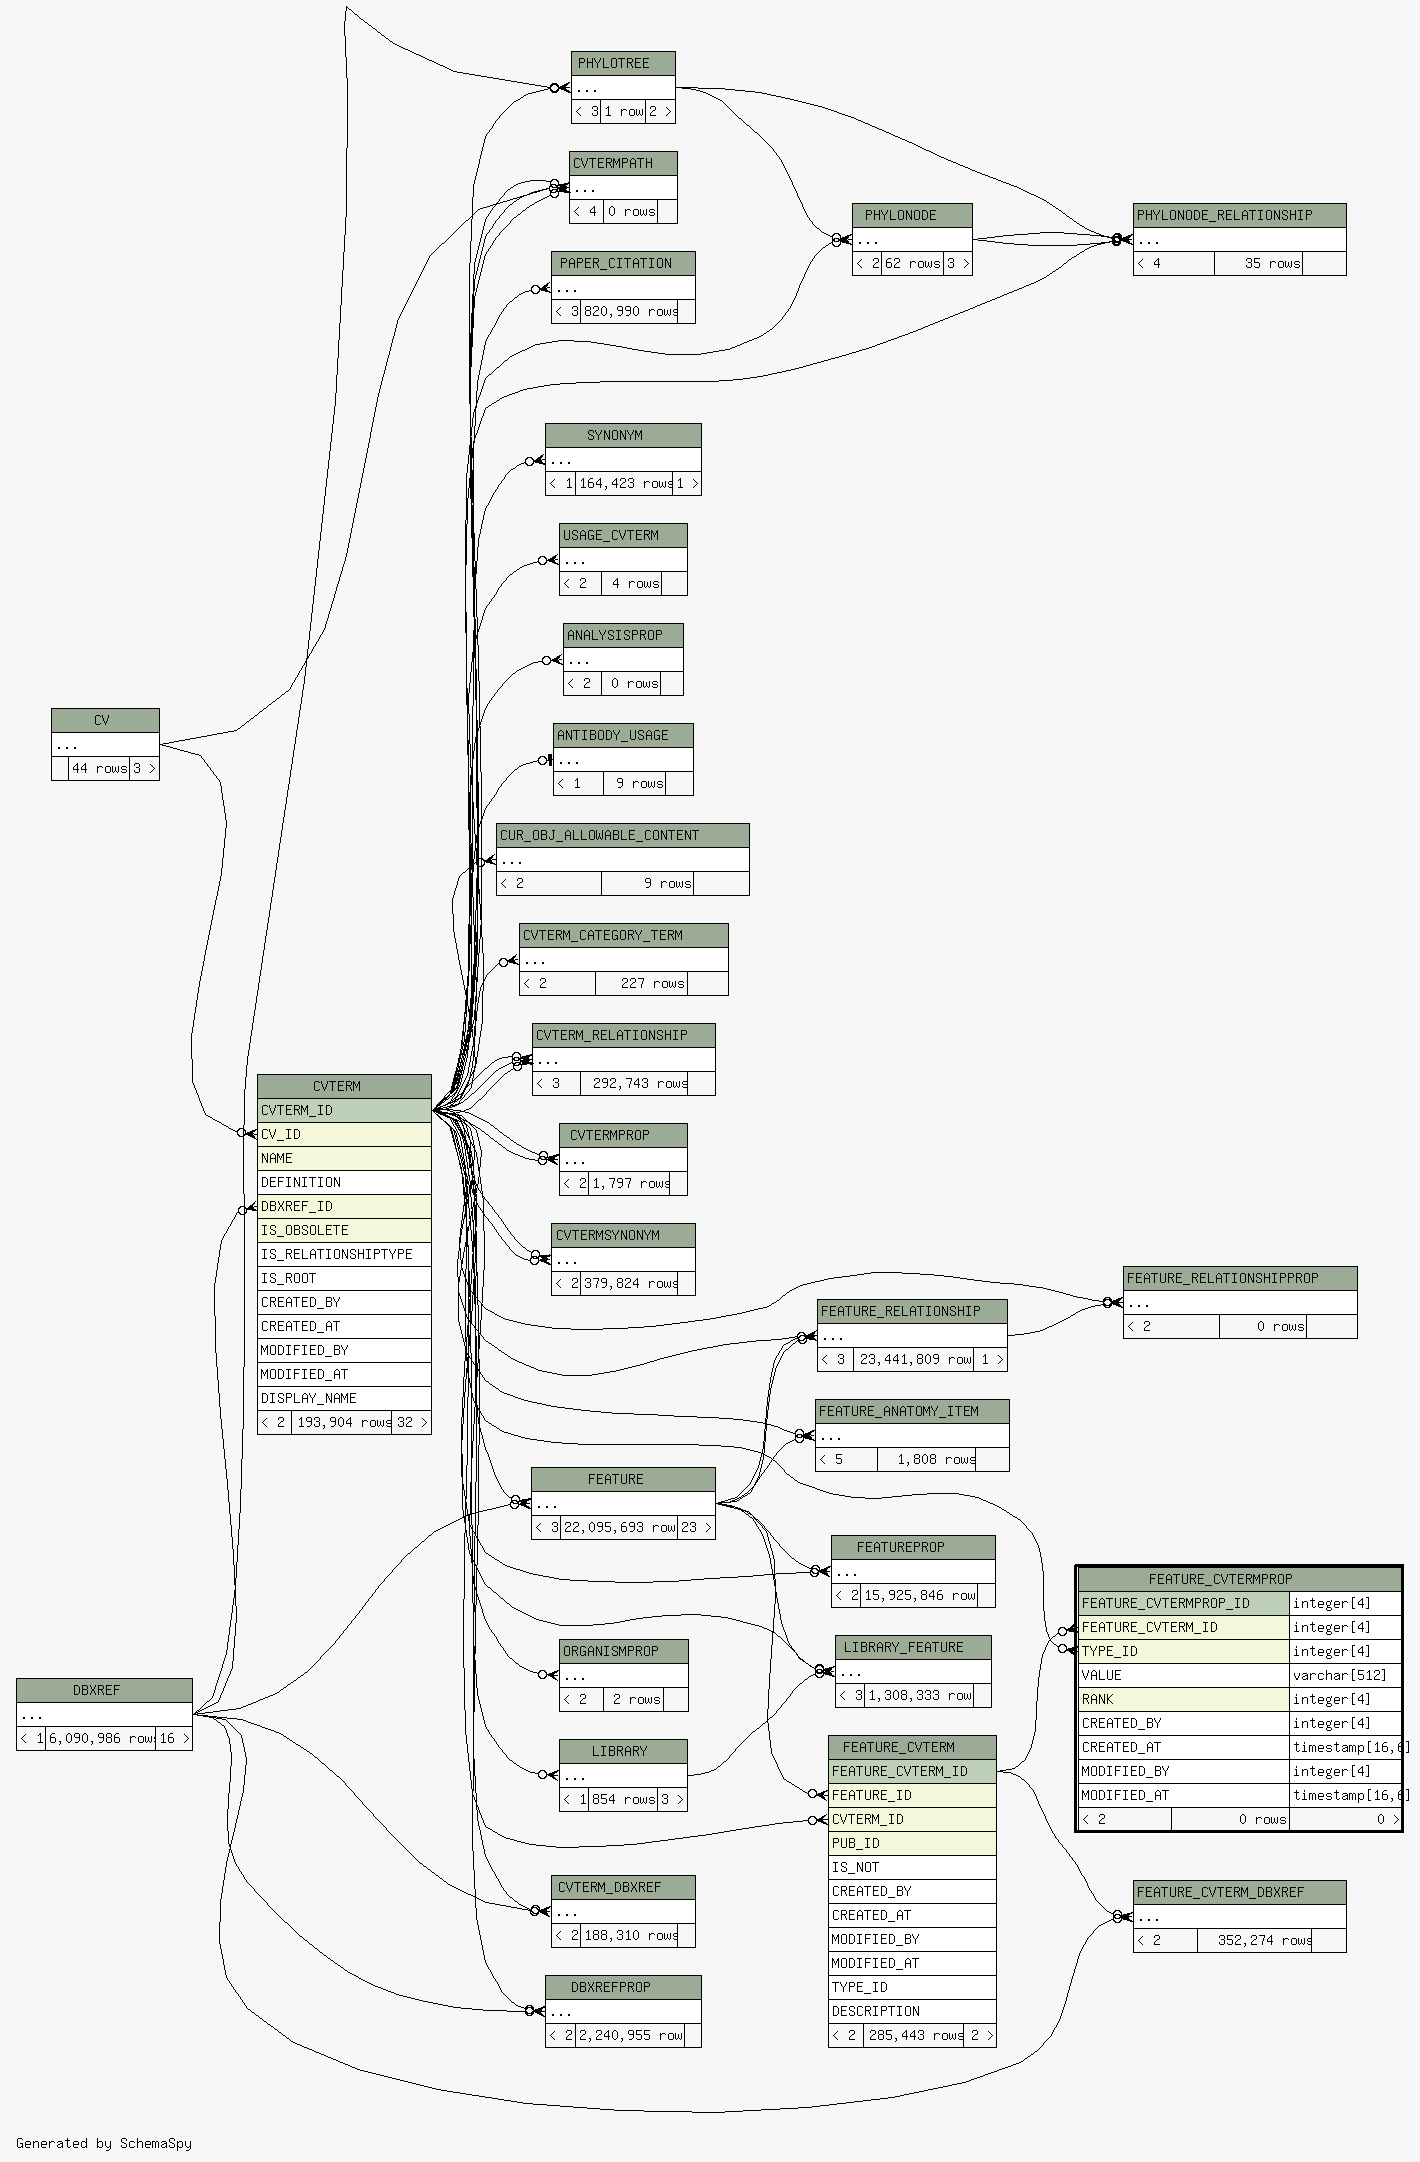 PHYLOTREE
...
< 3 1 row 2 >
CVTERMPATH
...
< 4 0 rows
PAPER_CITATION
...
< 3 820,990 rows
PHYLONODE
...
< 2 62 rows 3 >
PHYLONODE_RELATIONSHIP
...
< 4 35 rows
SYNONYM
...
< 1 164,423 rows 1 >
USAGE_CVTERM
...
< 2 4 rows
ANALYSISPROP
...
< 2 0 rows
CV
...
44 rows 3 >
ANTIBODY_USAGE
...
< 1 9 rows
CUR_OBJ_ALLOWABLE_CONTENT
...
< 2 9 rows
CVTERM_CATEGORY_TERM
...
< 2 227 rows
CVTERM_RELATIONSHIP
...
< 3 292,743 rows
CVTERM
CVTERM_ID
CV_ID
NAME
DEFINITION
DBXREF_ID
IS_OBSOLETE
IS_RELATIONSHIPTYPE
IS_ROOT
CREATED_BY
CREATED_AT
MODIFIED_BY
MODIFIED_AT
DISPLAY_NAME
< 2 193,904 rows 32 >
CVTERMPROP
...
< 2 1,797 rows
CVTERMSYNONYM
...
< 2 379,824 rows
FEATURE_RELATIONSHIPPROP
...
< 2 0 rows
FEATURE_RELATIONSHIP
...
< 3 23,441,809 row 1 >
FEATURE_ANATOMY_ITEM
...
< 5 1,808 rows
FEATURE
...
< 3 22,095,693 row 23 >
FEATUREPROP
...
< 2 15,925,846 row
FEATURE_CVTERMPROP
FEATURE_CVTERMPROP_ID integer[4]
FEATURE_CVTERM_ID integer[4]
TYPE_ID integer[4]
VALUE varchar[512]
RANK integer[4]
CREATED_BY integer[4]
CREATED_AT timestamp[16,6]
MODIFIED_BY integer[4]
MODIFIED_AT timestamp[16,6]
< 2 0 rows 0 >
ORGANISMPROP
...
< 2 2 rows
LIBRARY_FEATURE
...
< 3 1,308,333 row
DBXREF
...
< 1 6,090,986 rows 16 >
LIBRARY
...
< 1 854 rows 3 >
FEATURE_CVTERM
FEATURE_CVTERM_ID
FEATURE_ID
CVTERM_ID
PUB_ID
IS_NOT
CREATED_BY
CREATED_AT
MODIFIED_BY
MODIFIED_AT
TYPE_ID
DESCRIPTION
< 2 285,443 rows 2 >
CVTERM_DBXREF
...
< 2 188,310 rows
FEATURE_CVTERM_DBXREF
...
< 2 352,274 rows
DBXREFPROP
...
< 2 2,240,955 row
Generated by SchemaSpy